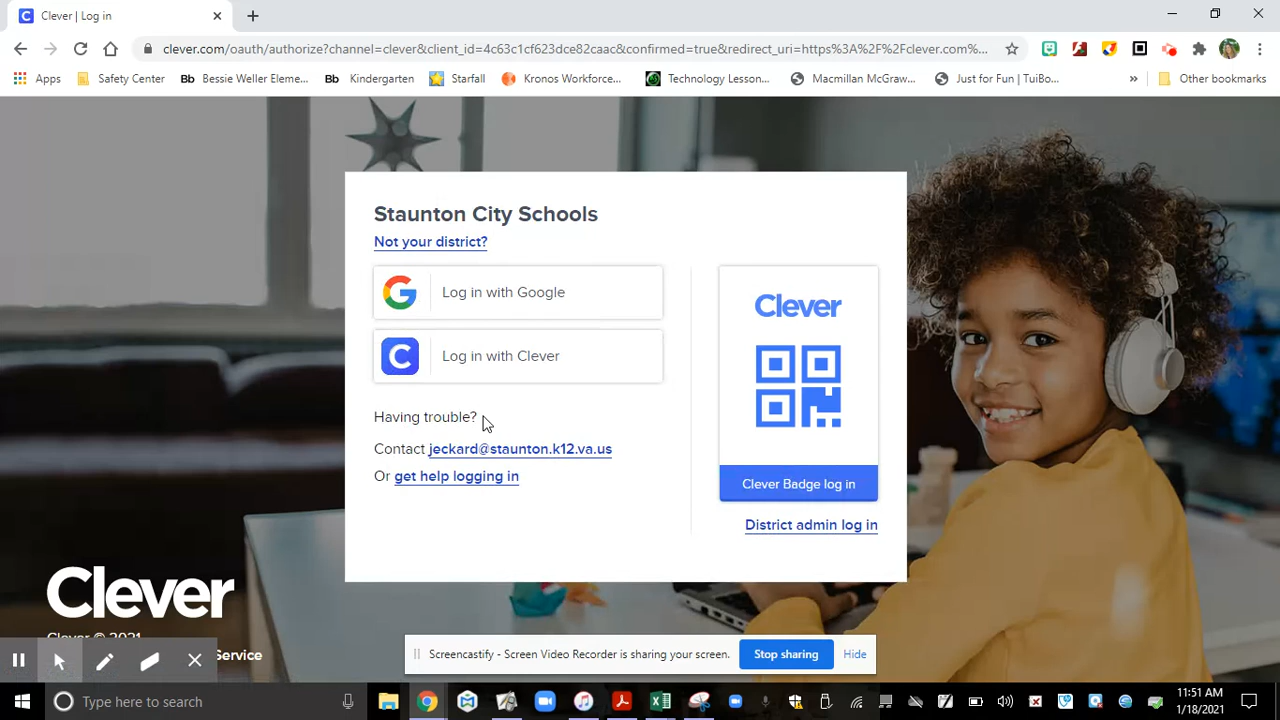 Clever | Log in
clever.com/oauth/authorize?channel=clever&client_id=4c63c1cf623dce82caac&confirmed=true&redirect_uri=https%3A%2F%2Fclever.com%...
Apps
Safety Center
Bb Bessie Weller Eleme...
Bb Kindergarten
Starfall
Kronos Workforce...
Technology Lesson...
Macmillan McGraw...
Just for Fun | TuiBo...
»
Other bookmarks
Staunton City Schools
Not your district?
Log in with Google
Log in with Clever
Having trouble?
Contact jeckard@staunton.k12.va.us
Or get help logging in
Clever
Clever Badge log in
District admin log in
Clever
Clever © 2021
Service
Screencastify - Screen Video Recorder is sharing your screen.
Stop sharing
Hide
Type here to search
11:51 AM
1/18/2021